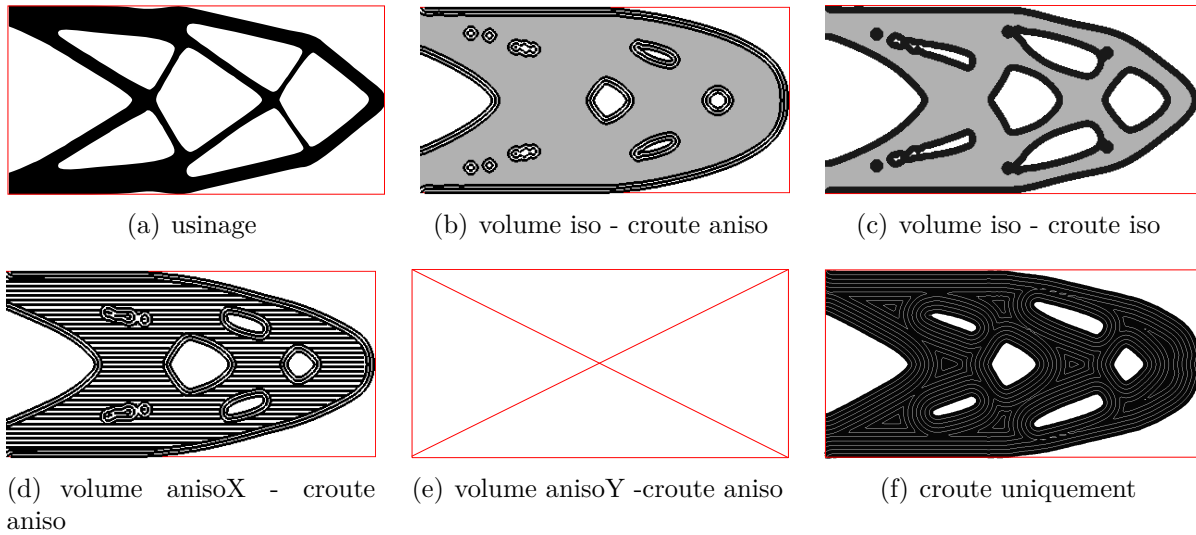 (a) usinage
(b) volume iso - croute aniso
(c) volume iso - croute iso
(d) volume anisoX - croute
aniso
(e) volume anisoY -croute aniso
(f) croute uniquement